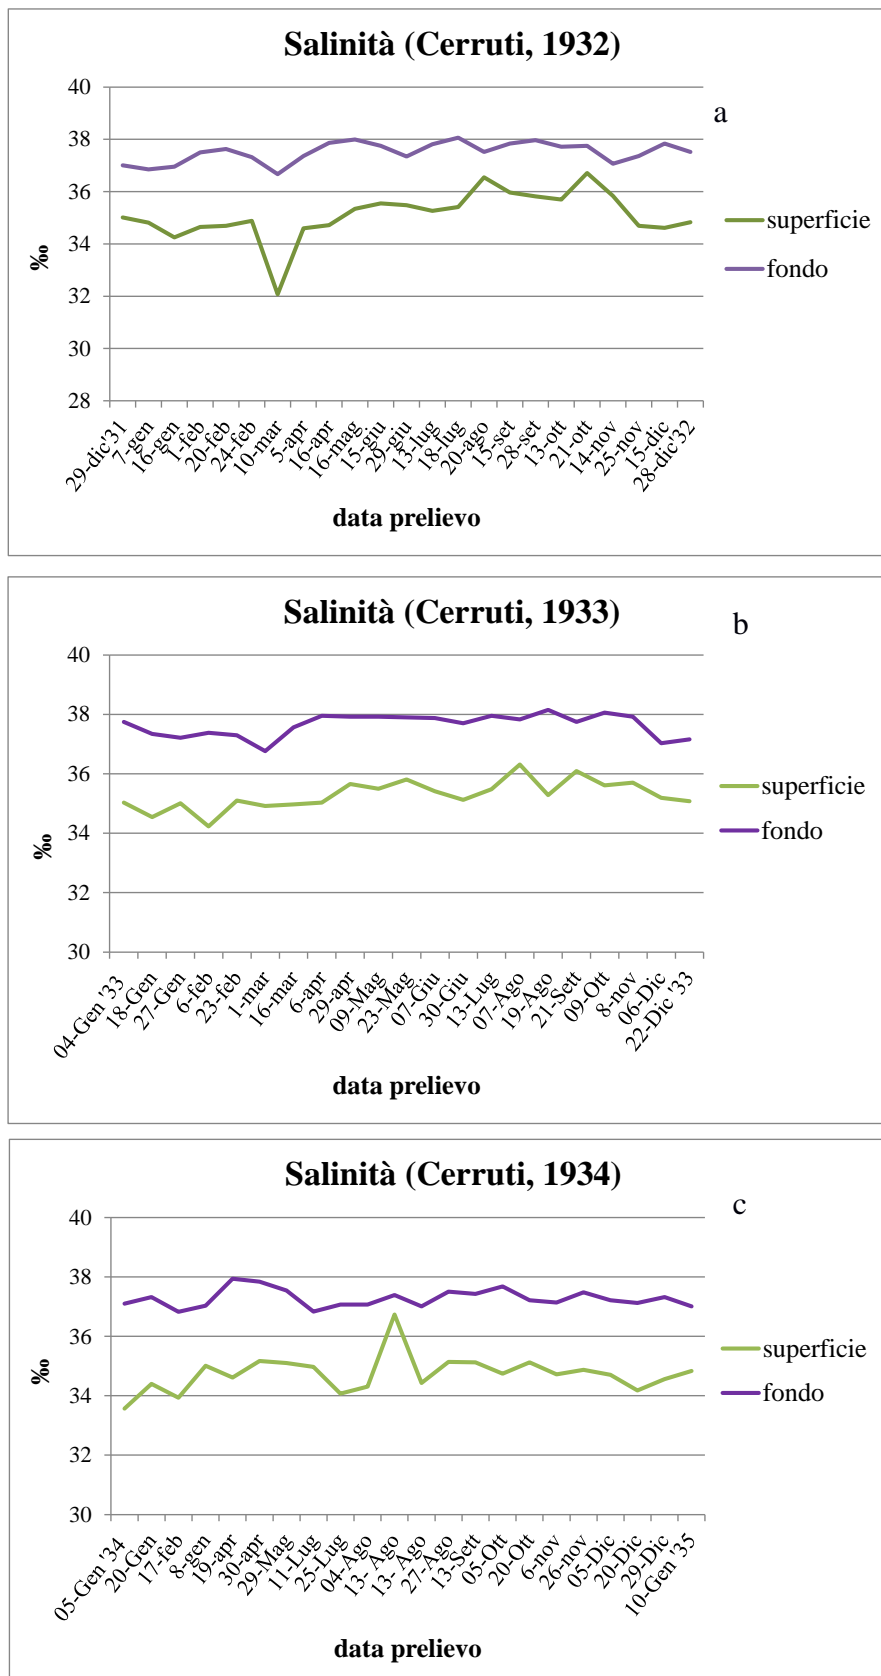 Salinità (Cerruti, 1932)
a
40
38
36
34
32
30
28
‰
superficie
fondo
29-dic'31
7-gen
16-gen
1-feb
20-feb
24-feb
10-mar
5-apr
16-apr
16-mag
15-giu
29-giu
13-lug
18-lug
20-ago
15-set
28-set
13-ott
21-ott
14-nov
25-nov
15-dic
28-dic'32
data prelievo
Salinità (Cerruti, 1933)
b
40
38
36
34
32
30
‰
superficie
fondo
04-Gen '33
18-Gen
27-Gen
6-feb
23-feb
1-mar
16-mar
6-apr
29-apr
09-Mag
23-Mag
07-Giu
30-Giu
13-Lug
07-Ago
19-Ago
21-Sett
09-Ott
8-nov
06-Dic
22-Dic '33
data prelievo
Salinità (Cerruti, 1934)
c
40
38
36
34
32
30
‰
superficie
fondo
05-Gen '34
20-Gen
17-feb
8-gen
19-apr
30-apr
29-Mag
11-Lug
25-Lug
04-Ago
13- Ago
13- Ago
27-Ago
13-Sett
05-Ott
20-Ott
6-nov
26-nov
05-Dic
20-Dic
29-Dic
10-Gen '35
data prelievo